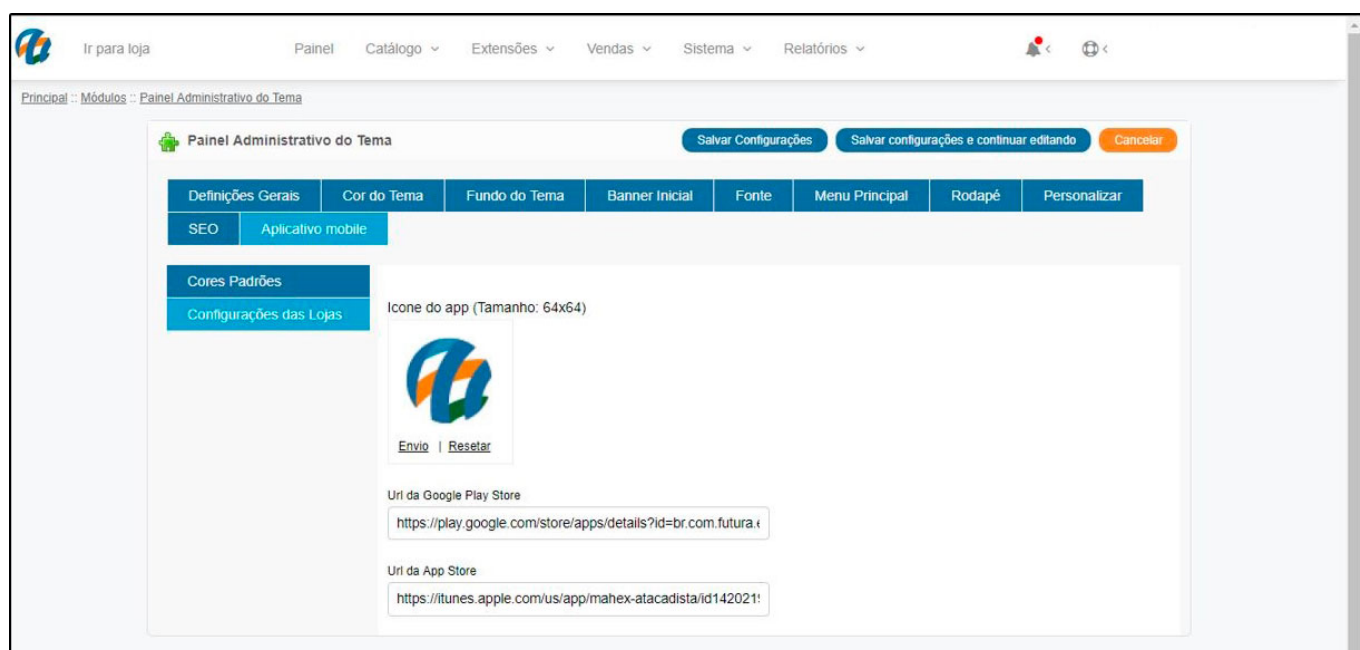 Ir para loja Painel Catálogo Extensões Vendas Sistema Relatórios
Principal :: Módulos :: Painel Administrativo do Tema
Painel Administrativo do Tema Salvar Configurações Salvar configurações e continuar editando Cancelar
Definições Gerais Cor do Tema Fundo do Tema Banner Inicial Fonte Menu Principal Rodapé Personalizar
SEO Aplicativo mobile
Cores Padrões
Configurações das Lojas
Icone do app (Tamanho: 64x64)
Envio | Resetar
Url da Google Play Store
https://play.google.com/store/apps/details?id=br.com.futura.
Url da App Store
https://itunes.apple.com/us/app/mahex-atacadista/id142021